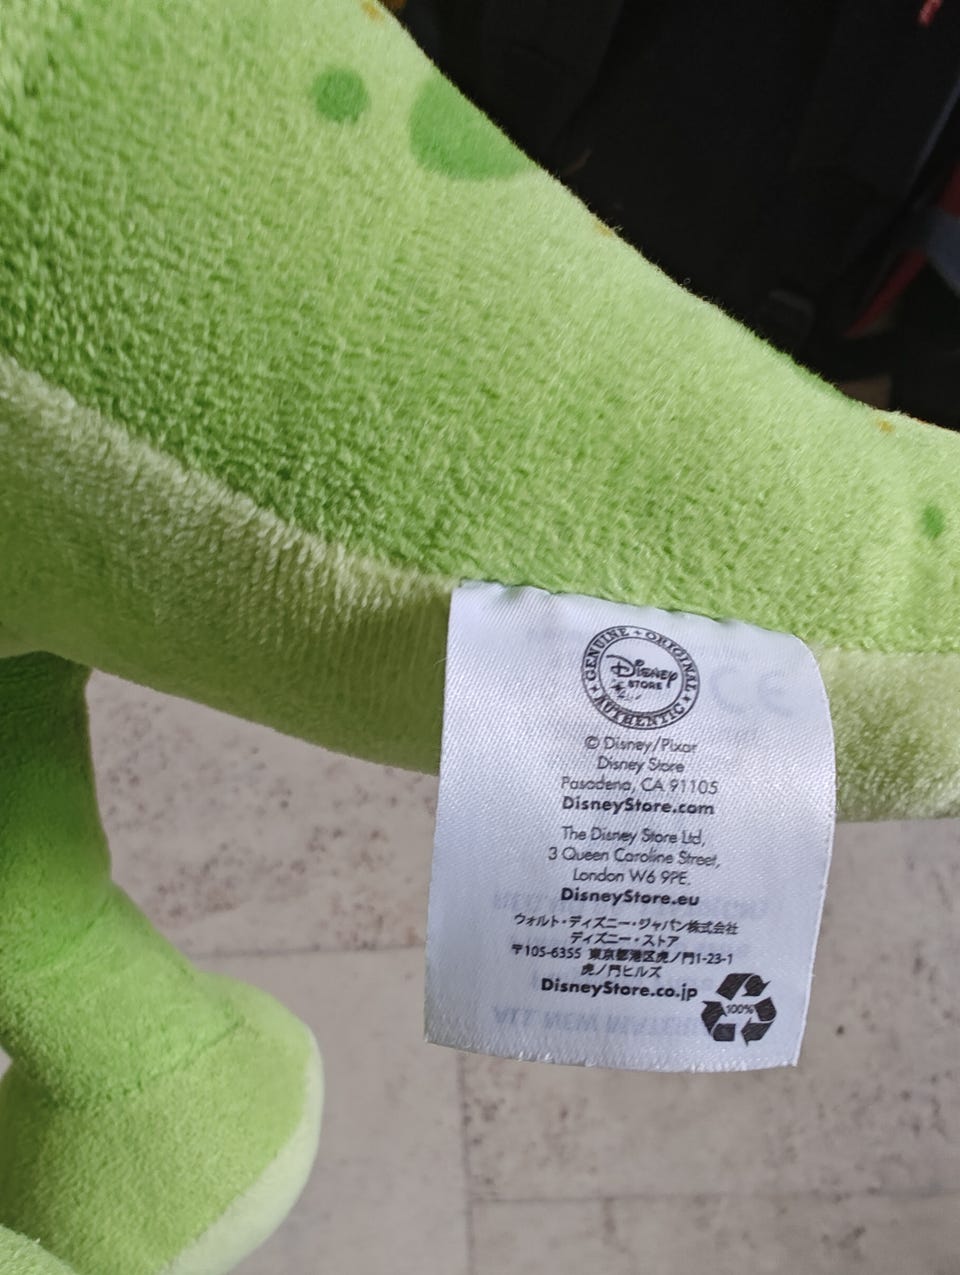 GENUINE + ORIGINAL
Disney
STORE
AUTHENTIC
© Disney/Pixar
Disney Store
Pasadena, CA 91105
DisneyStore.com
The Disney Store Ltd,
3 Queen Caroline Street,
London W6 9PE.
DisneyStore.eu
ウォルト・ディズニー・ジャパン株式会社
ディズニー・ストア
〒105-6355 東京都港区虎ノ門1-23-1
虎ノ門ヒルズ
DisneyStore.co.jp
100%